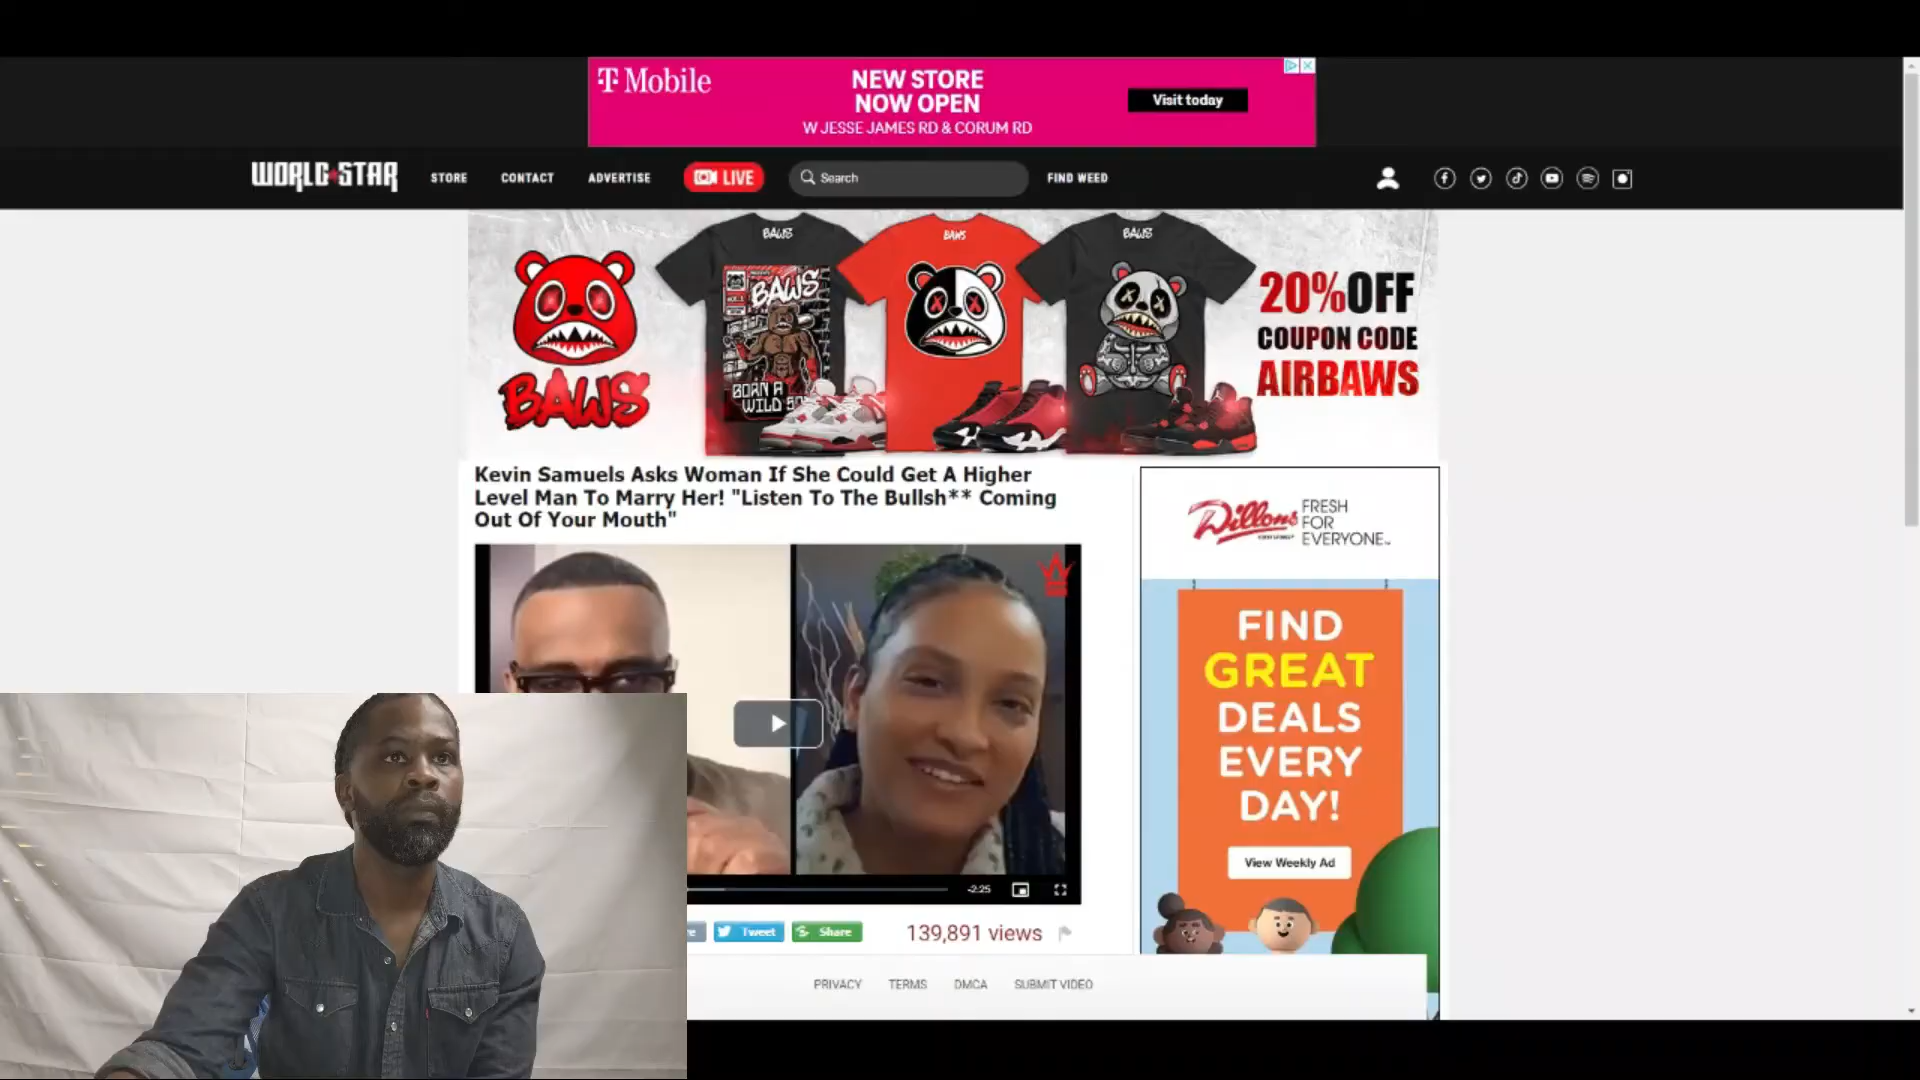 T Mobile
NEW STORE
NOW OPEN
W JESSE JAMES RD & CORUM RD
Visit today
WORLD STAR
STORE
CONTACT
ADVERTISE
LIVE
Search
FIND WEED
BAWS
BAWS
BAWS
BAWS
BAWS
BORN A
WILD
20%OFF
COUPON CODE
AIRBAWS
Kevin Samuels Asks Woman If She Could Get A Higher
Level Man To Marry Her! "Listen To The Bullsh** Coming
Out Of Your Mouth"
-2:25
Tweet
Share
139,891 views
Dillons
FRESH
FOR
EVERYONE™
FIND
GREAT
DEALS
EVERY
DAY!
View Weekly Ad
PRIVACY
TERMS
DMCA
SUBMIT VIDEO